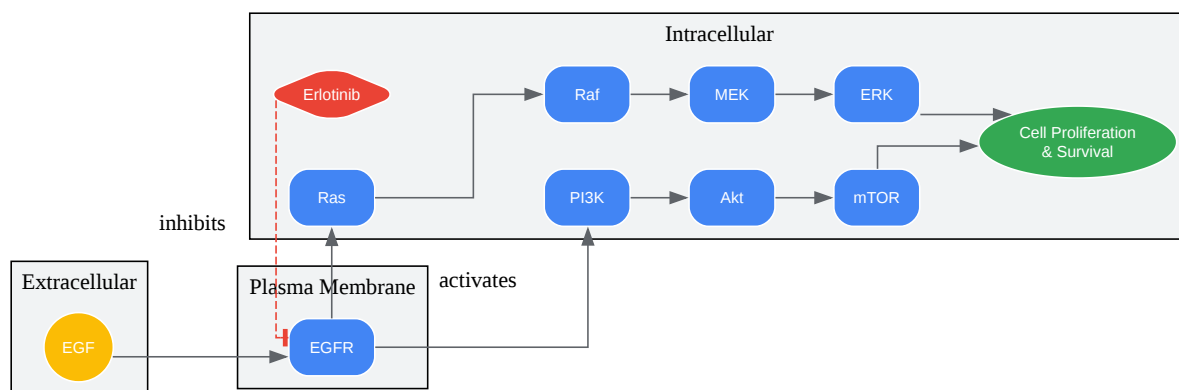 Intracellular
Erlotinib
Raf
MEK
ERK
Cell Proliferation
& Survival
Ras
PI3K
Akt
mTOR
inhibits
Extracellular
Plasma Membrane
activates
EGF
EGFR